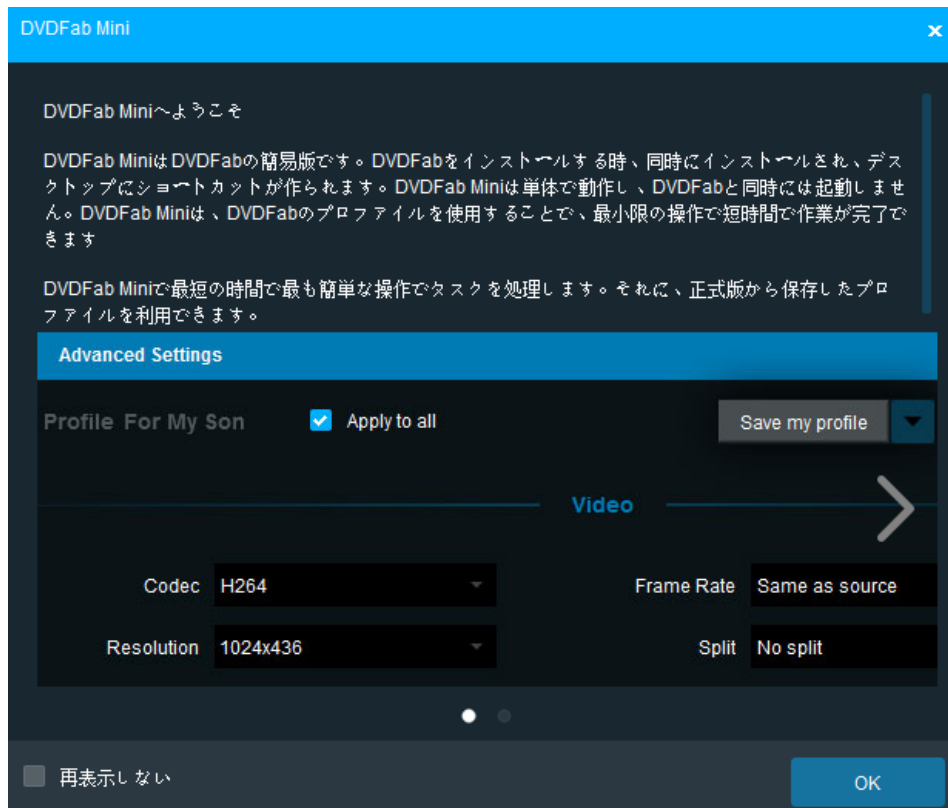 DVDFab Mini
DVDFab Miniへようこそ
DVDFab MiniはDVDFabの簡易版です。DVDFabをインストールする時、同時にインストールされ、デス
クトップにショートカットが作られます。DVDFab Miniは単体で動作し、DVDFabと同時には起動しませ
ん。DVDFab Miniは、DVDFabのプロファイルを使用することで、最小限の操作で短時間で作業が完了で
きます
DVDFab Miniで最短の時間で最も簡単な操作でタスクを処理します。それに、正式版から保存したプロ
ファイルを利用できます。
Advanced Settings
Profile For My Son Apply to all Save my profile
Video
Codec H264 Frame Rate Same as source
Resolution 1024x436 Split No split
再表示しない OK